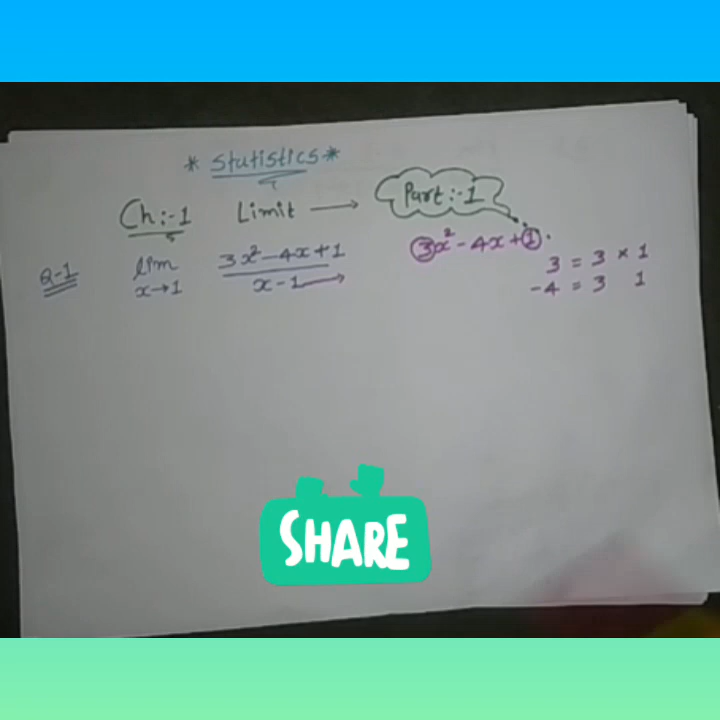 * Statistics *
Ch:-1 Limit → Part:-1
Q-1 lim x→1 3x²-4x+1 / x-1
3x²-4x+1.
3 = 3 × 1
-4 = 3 1
SHARE